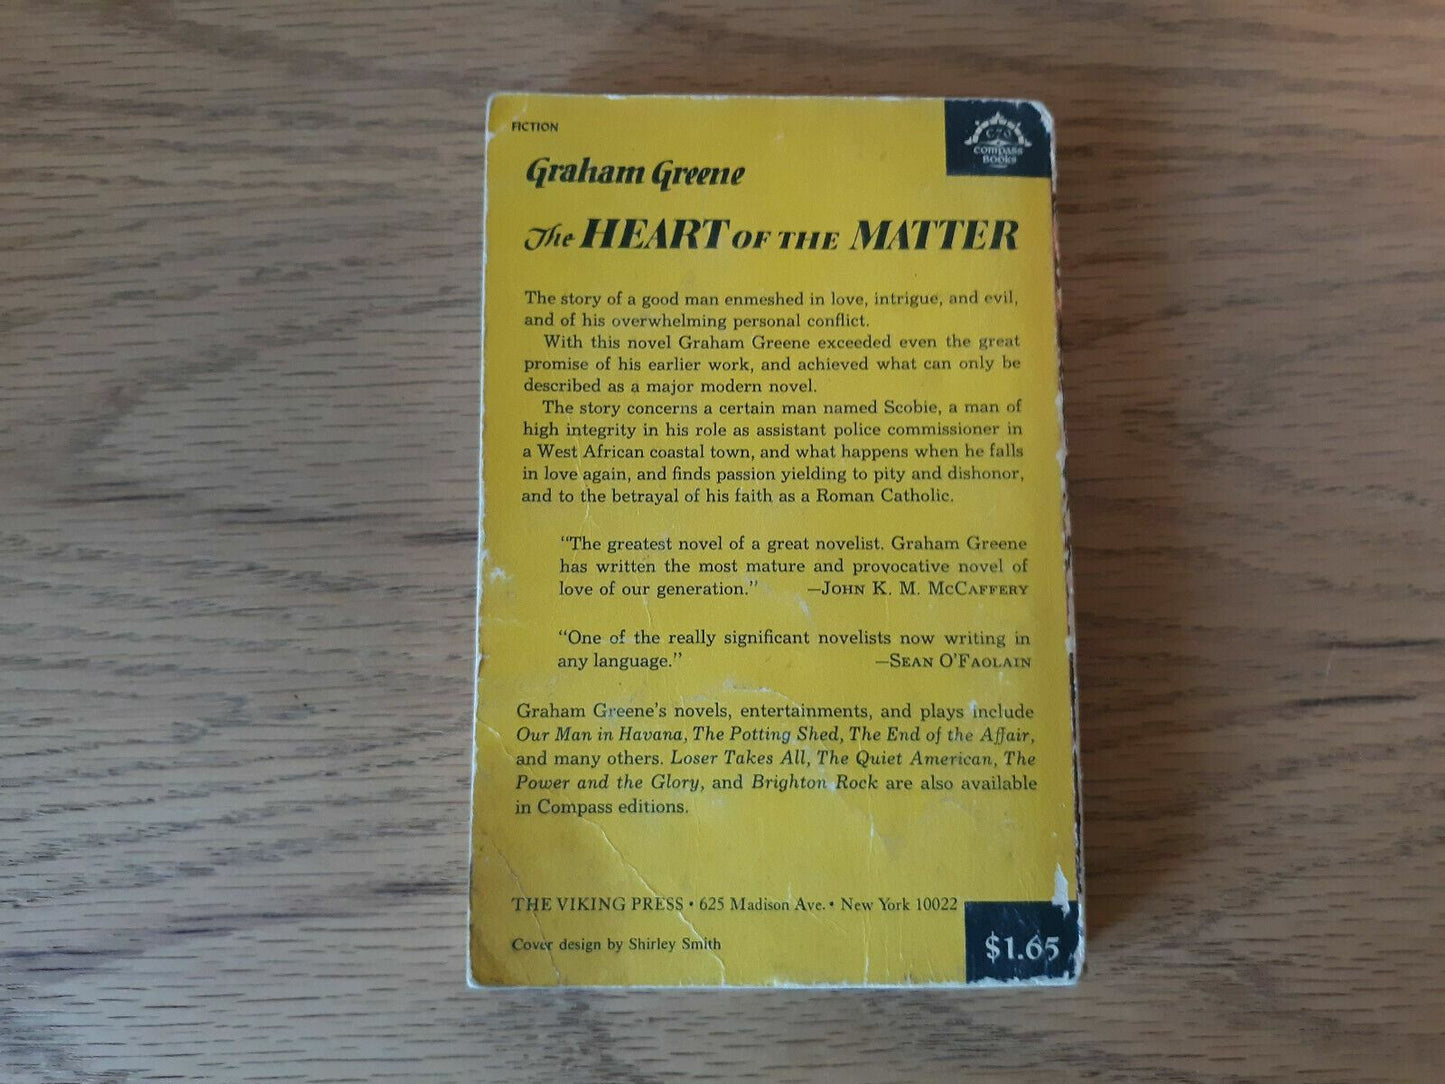 FICTION
COMPASS
BOOKS
Graham Greene
The HEART OF THE MATTER
The story of a good man enmeshed in love, intrigue, and evil,
and of his overwhelming personal conflict.
With this novel Graham Greene exceeded even the great
promise of his earlier work, and achieved what can only be
described as a major modern novel.
The story concerns a certain man named Scobie, a man of
high integrity in his role as assistant police commissioner in
a West African coastal town, and what happens when he falls
in love again, and finds passion yielding to pity and dishonor,
and to the betrayal of his faith as a Roman Catholic.
“The greatest novel of a great novelist. Graham Greene
has written the most mature and provocative novel of
love of our generation.” —JOHN K. M. MCCAFFERY
“One of the really significant novelists now writing in
any language.” —SEAN O'FAOLAIN
Graham Greene's novels, entertainments, and plays include
Our Man in Havana, The Potting Shed, The End of the Affair,
and many others. Loser Takes All, The Quiet American, The
Power and the Glory, and Brighton Rock are also available
in Compass editions.
THE VIKING PRESS • 625 Madison Ave. • New York 10022
Cover design by Shirley Smith
$1.65